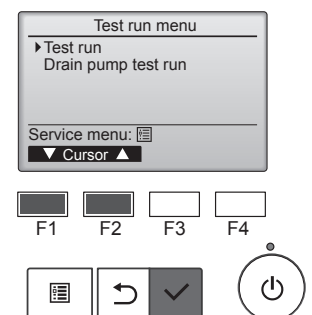 Test run menu
Test run
Drain pump test run
Service menu:
▼ Cursor ▲
F1 F2 F3 F4